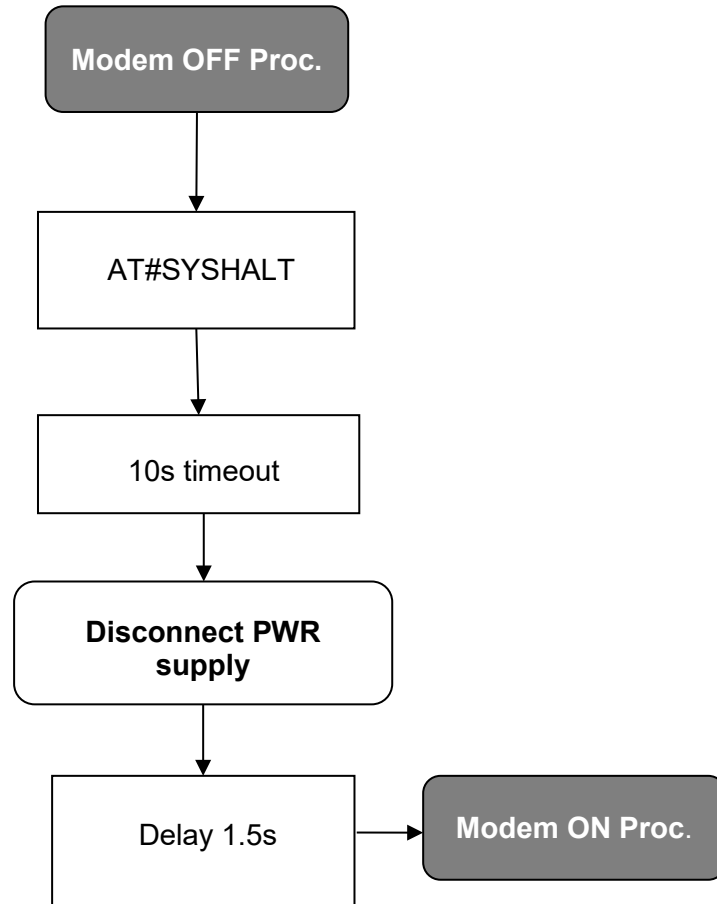 Modem OFF Proc.
AT#SYSHALT
10s timeout
Disconnect PWR
supply
Delay 1.5s
Modem ON Proc.